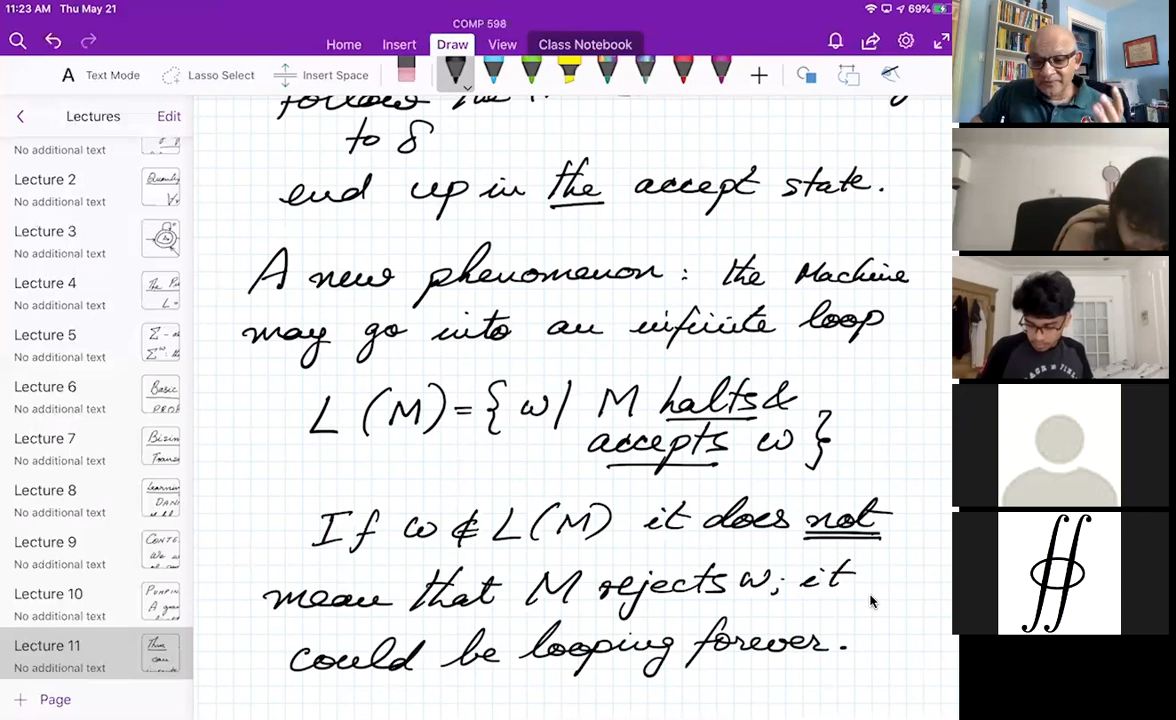 11:23 AM Thu May 21
69%
COMP 598
Home Insert Draw View Class Notebook
A Text Mode Lasso Select Insert Space
Lectures Edit
No additional text
Lecture 2
No additional text
Lecture 3
No additional text
Lecture 4
No additional text
Lecture 5
No additional text
Lecture 6
No additional text
Lecture 7
No additional text
Lecture 8
No additional text
Lecture 9
No additional text
Lecture 10
No additional text
Lecture 11
No additional text
+ Page
to δ
end up in the accept state.
A new phenomenon : the Machine
may go into an infinite loop
L (M) = { w | M halts &
accepts w }
If w ∉ L(M) it does not
mean that M rejects w; it
could be looping forever.
∯